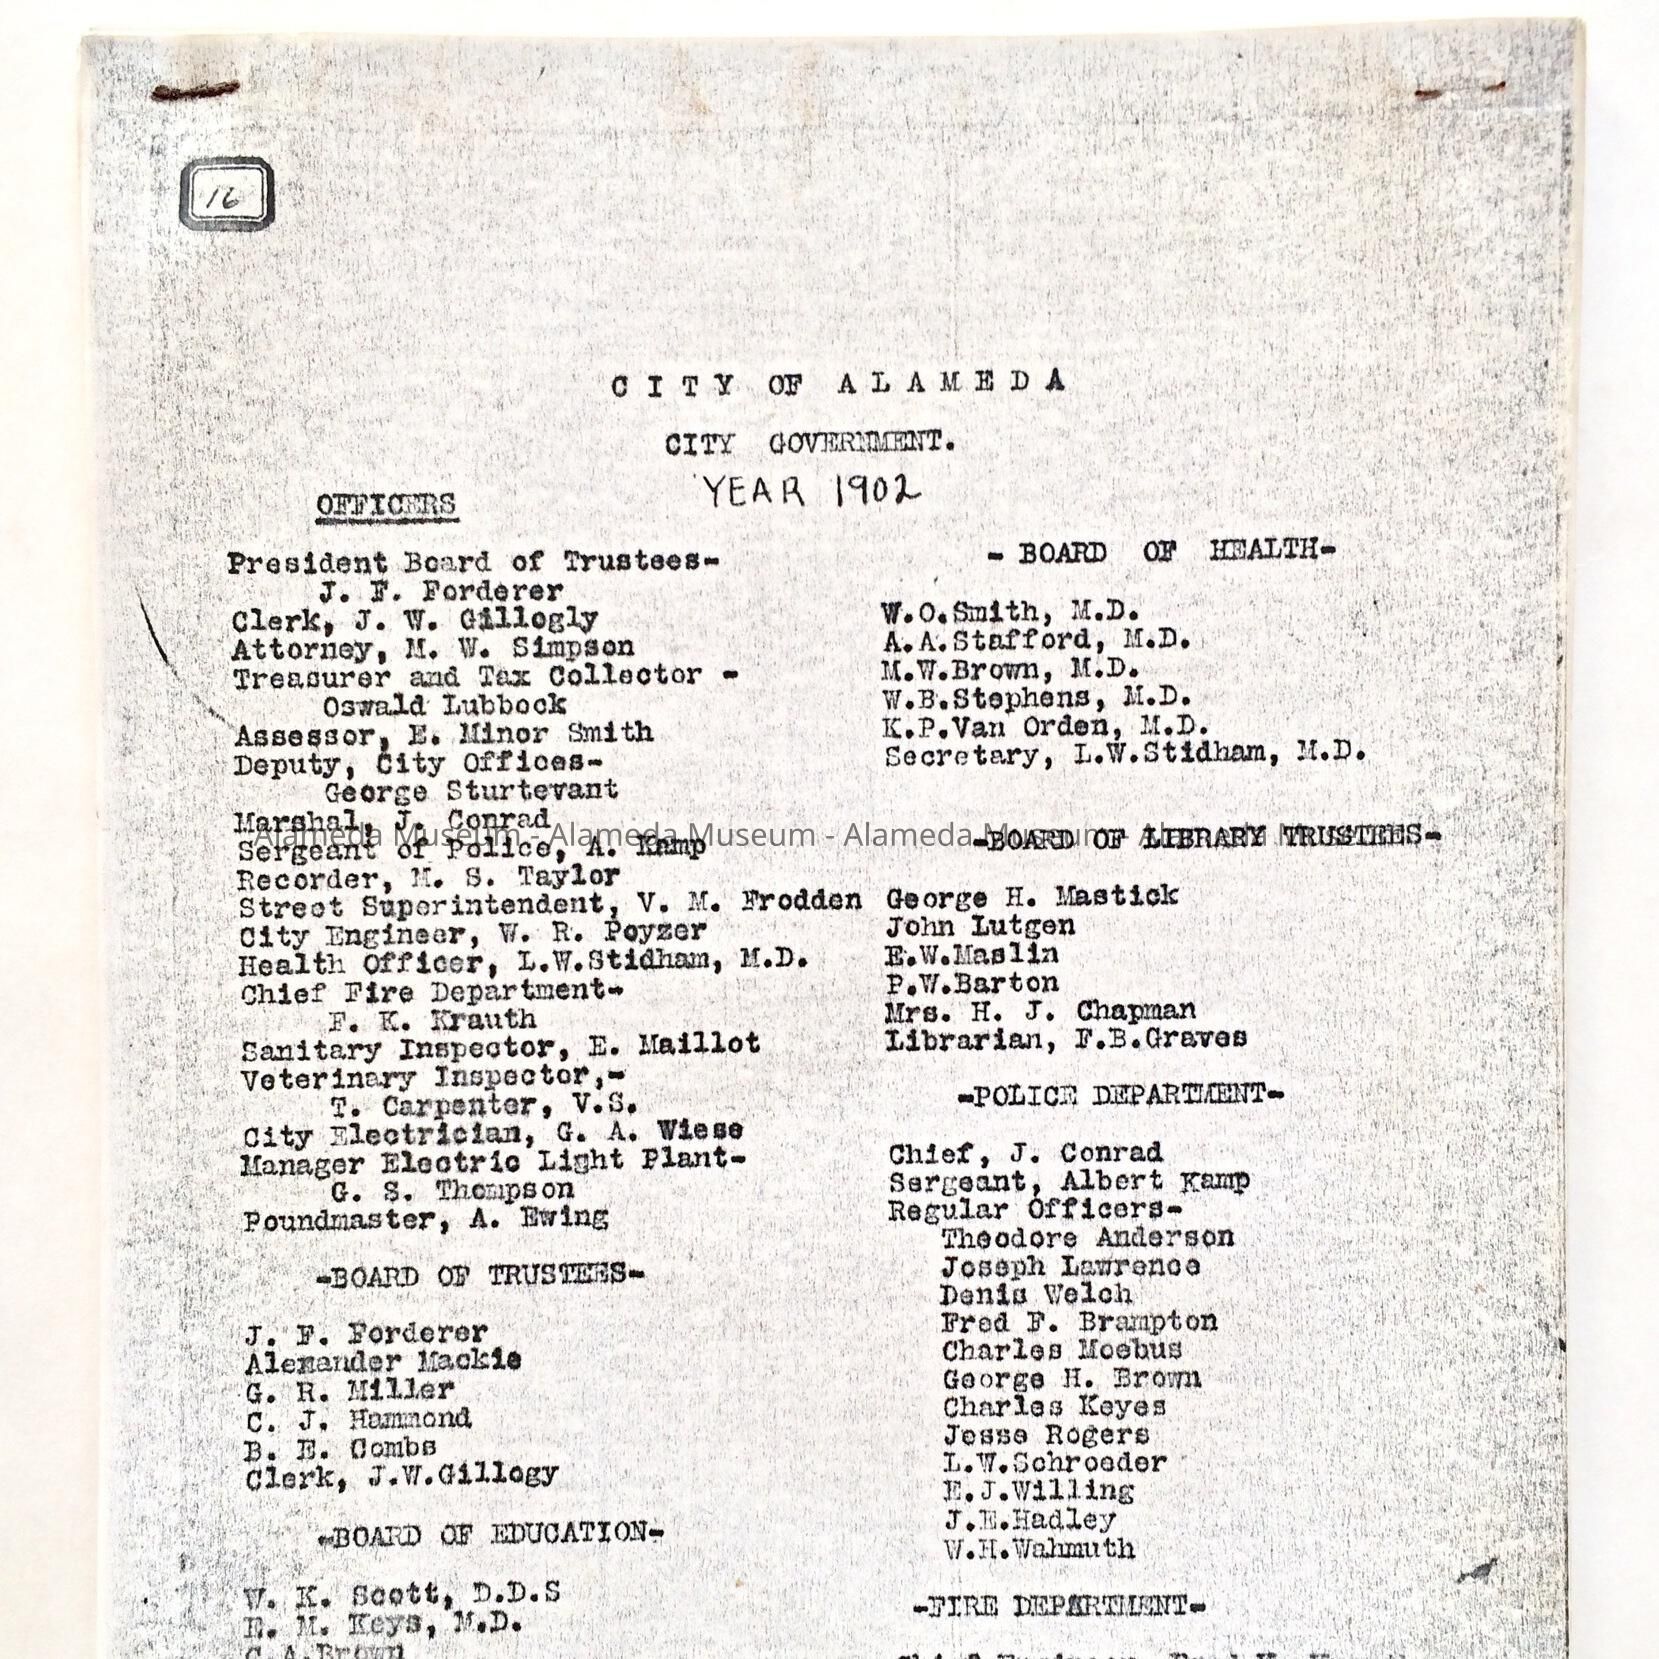 16
CITY OF ALAMEDA
CITY GOVERNMENT.
YEAR 1902
OFFICERS
President Board of Trustees-
J. F. Forderer
Clerk, J. W. Gillogly
Attorney, M. W. Simpson
Treasurer and Tax Collector -
Oswald Lubbock
Assessor, E. Minor Smith
Deputy, City Offices-
George Sturtevant
Marshal, J. Conrad
Sergeant of Police, A. Kamp
Recorder, M. S. Taylor
Street Superintendent, V. M. Frodden
City Engineer, W. R. Poyzer
Health Officer, L.W.Stidham, M.D.
Chief Fire Department-
F. K. Krauth
Sanitary Inspector, E. Maillot
Veterinary Inspector,-
T. Carpenter, V.S.
City Electrician, G. A. Wiese
Manager Electric Light Plant-
G. S. Thompson
Poundmaster, A. Ewing
-BOARD OF TRUSTEES-
J. F. Forderer
Alexander Mackie
G. R. Miller
C. J. Hammond
B. E. Combs
Clerk, J.W.Gillogy
-BOARD OF EDUCATION-
W. K. Scott, D.D.S
E. M. Keys, M.D.
C.A.Brown
- BOARD OF HEALTH-
W.O.Smith, M.D.
A.A.Stafford, M.D.
M.W.Brown, M.D.
W.B.Stephens, M.D.
K.P.Van Orden, M.D.
Secretary, L.W.Stidham, M.D.
-BOARD OF LIBRARY TRUSTEES-
George H. Mastick
John Lutgen
E.W.Maslin
P.W.Barton
Mrs. H. J. Chapman
Librarian, F.B.Graves
-POLICE DEPARTMENT-
Chief, J. Conrad
Sergeant, Albert Kamp
Regular Officers-
Theodore Anderson
Joseph Lawrence
Denis Welch
Fred F. Brampton
Charles Moebus
George H. Brown
Charles Keyes
Jesse Rogers
L.W.Schroeder
E.J.Willing
J.E.Hadley
W.H.Wahmuth
-FIRE DEPARTMENT-
Alameda Museum - Alameda Museum - Alameda Museum - Alameda Museum